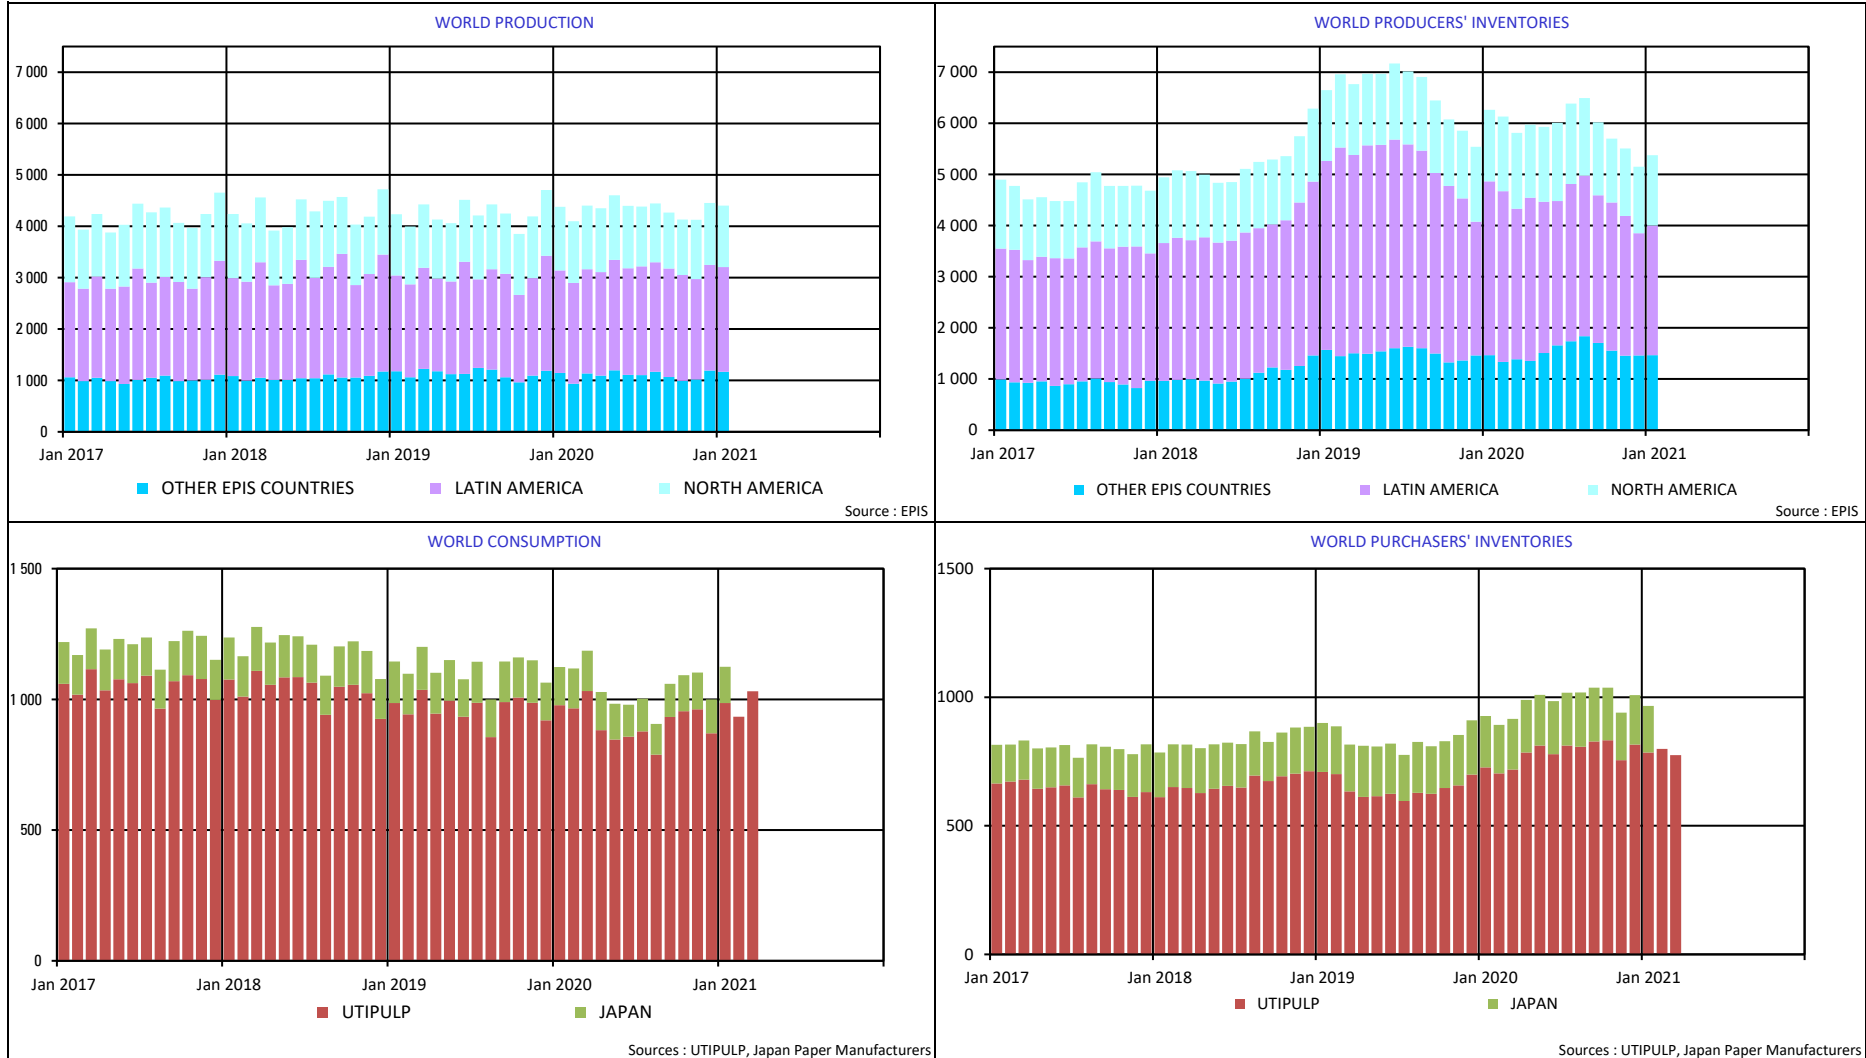 WORLD PRODUCTION
7 000
6 000
5 000
4 000
3 000
2 000
1 000
0
Jan 2017 Jan 2018 Jan 2019 Jan 2020 Jan 2021
OTHER EPIS COUNTRIES LATIN AMERICA NORTH AMERICA
Source : EPIS
WORLD PRODUCERS' INVENTORIES
7 000
6 000
5 000
4 000
3 000
2 000
1 000
0
Jan 2017 Jan 2018 Jan 2019 Jan 2020 Jan 2021
OTHER EPIS COUNTRIES LATIN AMERICA NORTH AMERICA
Source : EPIS
WORLD CONSUMPTION
1 500
1 000
500
0
Jan 2017 Jan 2018 Jan 2019 Jan 2020 Jan 2021
UTIPULP JAPAN
Sources : UTIPULP, Japan Paper Manufacturers
WORLD PURCHASERS' INVENTORIES
1500
1000
500
0
Jan 2017 Jan 2018 Jan 2019 Jan 2020 Jan 2021
UTIPULP JAPAN
Sources : UTIPULP, Japan Paper Manufacturers